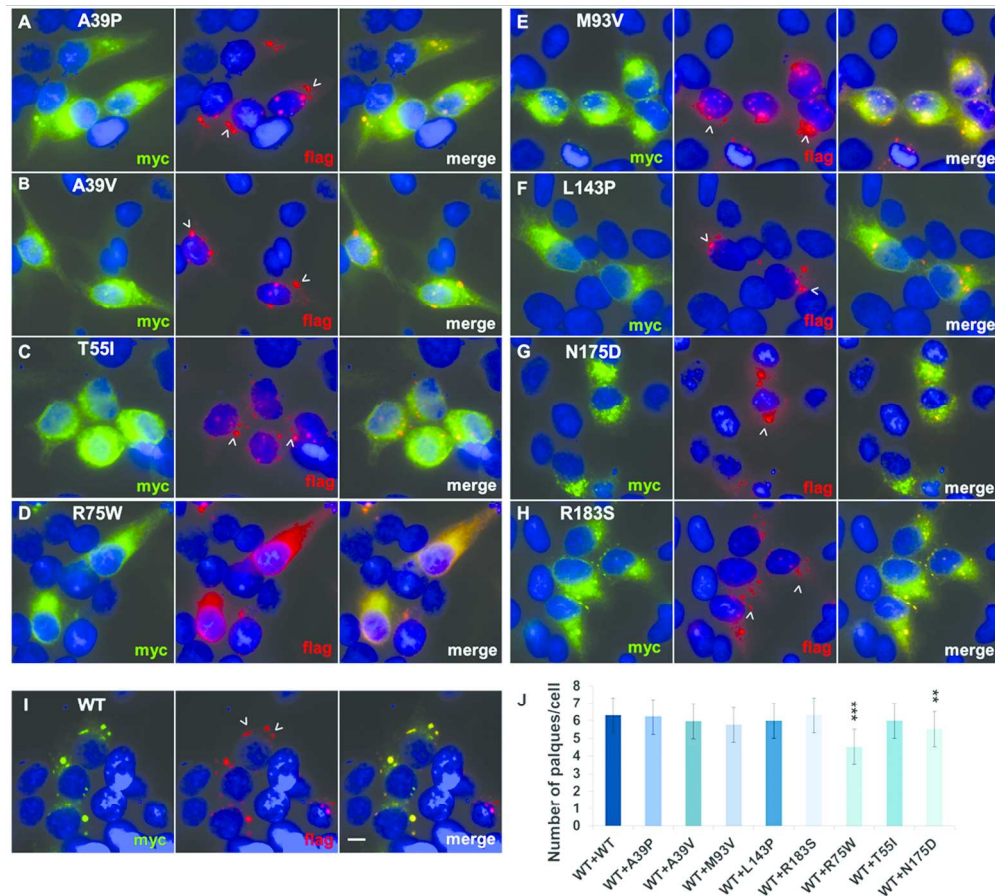 A
A39P
myc
flag
merge
B
A39V
myc
flag
merge
C
T55I
myc
flag
merge
D
R75W
myc
flag
merge
E
M93V
myc
flag
merge
F
L143P
myc
flag
merge
G
N175D
myc
flag
merge
H
R183S
myc
flag
merge
I
WT
myc
flag
merge
J
Number of palques/cell
8
7
6
5
4
3
2
1
0
***
**
WT+WT
WT+A39P
WT+A39V
WT+M93V
WT+L143P
WT+R183S
WT+R75W
WT+T55I
WT+N175D